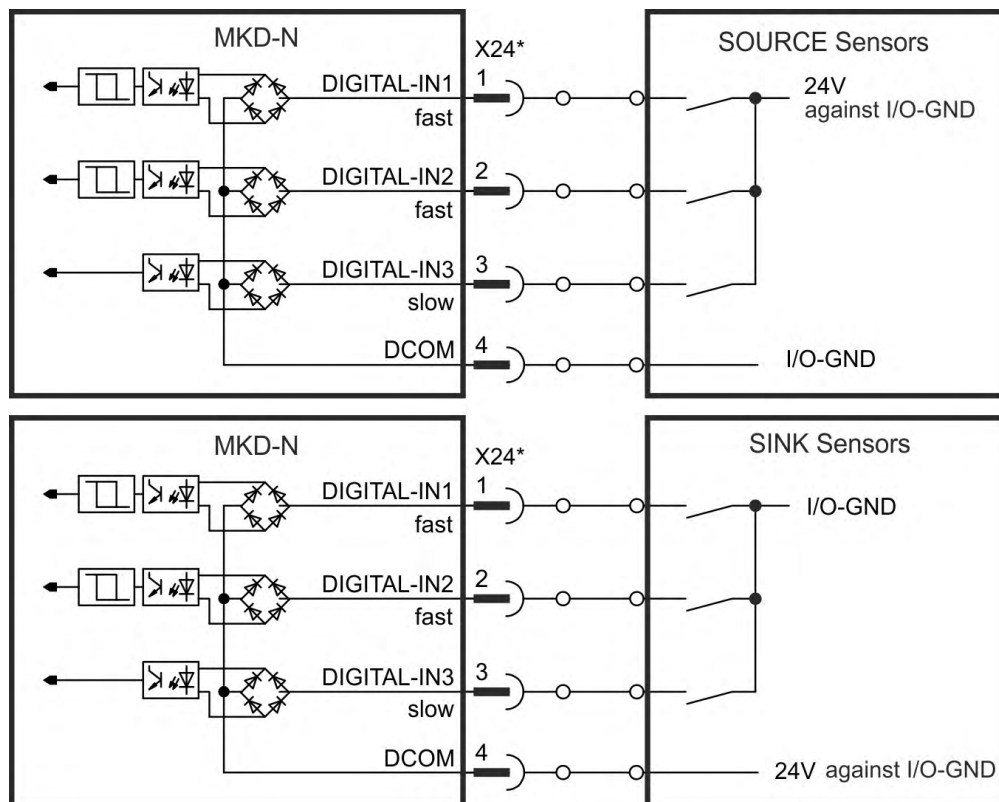 MKD-N
X24*
SOURCE Sensors
DIGITAL-IN1
1
fast
24V
against I/O-GND
DIGITAL-IN2
2
fast
DIGITAL-IN3
3
slow
DCOM
4
I/O-GND
MKD-N
X24*
SINK Sensors
DIGITAL-IN1
1
fast
I/O-GND
DIGITAL-IN2
2
fast
DIGITAL-IN3
3
slow
DCOM
4
24V against I/O-GND